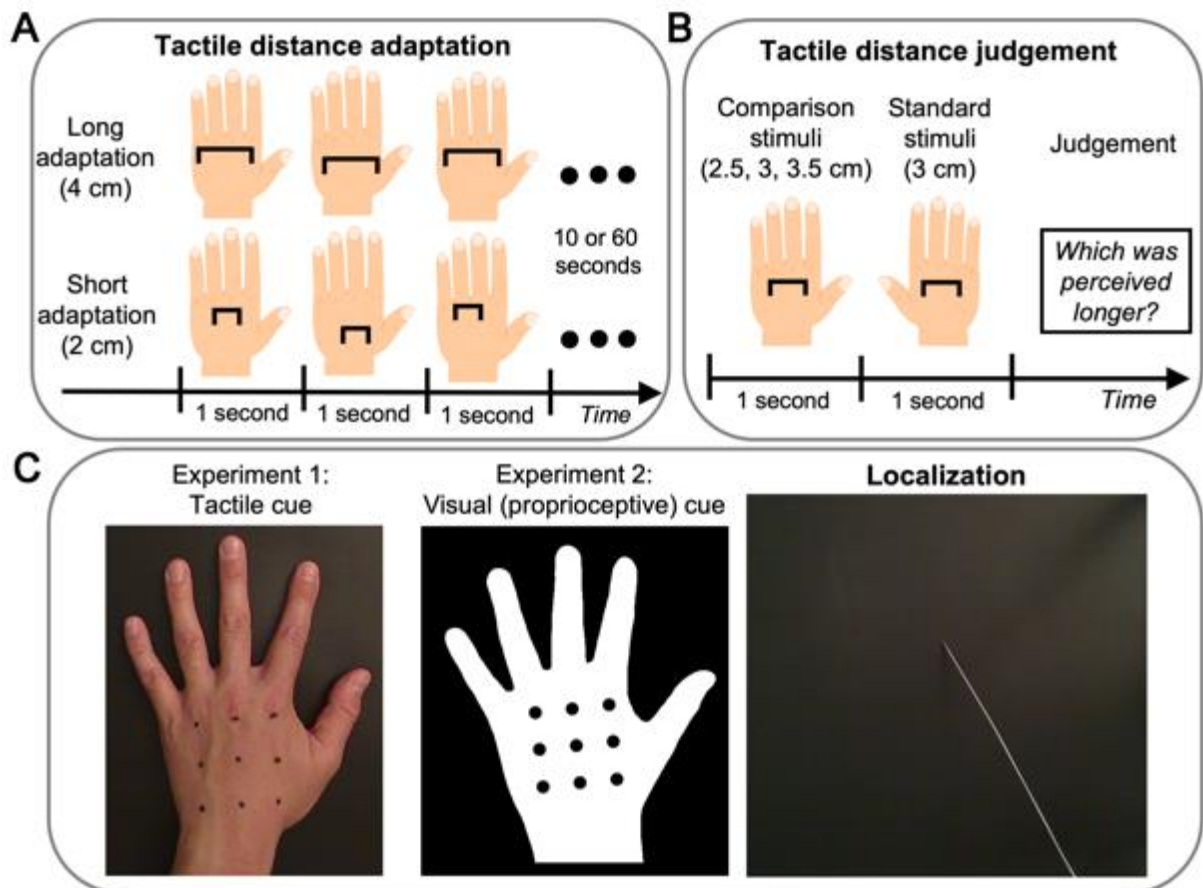 A
Tactile distance adaptation
Long
adaptation
(4 cm)
Short
adaptation
(2 cm)
10 or 60
seconds
1 second
1 second
1 second
Time
B
Tactile distance judgement
Comparison
stimuli
(2.5, 3, 3.5 cm)
Standard
stimuli
(3 cm)
Judgement
Which was
perceived
longer?
1 second
1 second
Time
C
Experiment 1:
Tactile cue
Experiment 2:
Visual (proprioceptive) cue
Localization